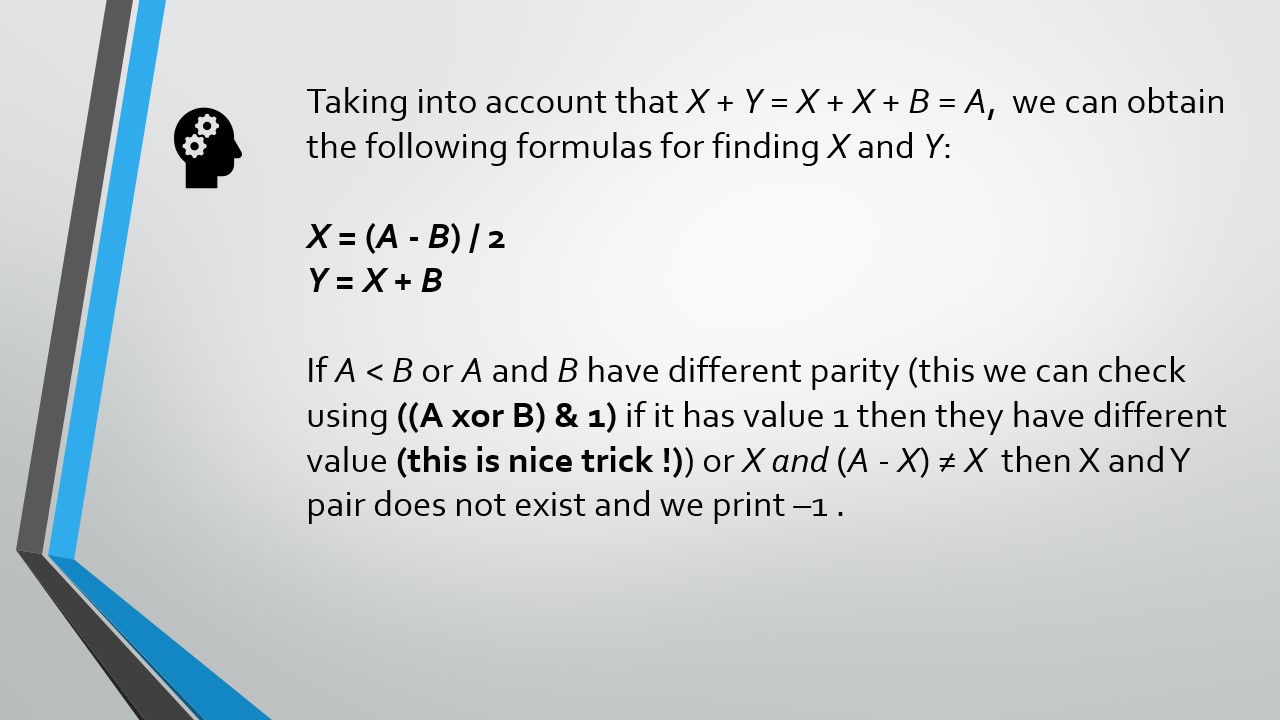 Taking into account that X + Y = X + X + B = A, we can obtain
the following formulas for finding X and Y:
X = (A - B) / 2
Y = X + B
If A < B or A and B have different parity (this we can check
using ((A xor B) & 1) if it has value 1 then they have different
value (this is nice trick !)) or X and (A - X) ≠ X then X and Y
pair does not exist and we print –1 .